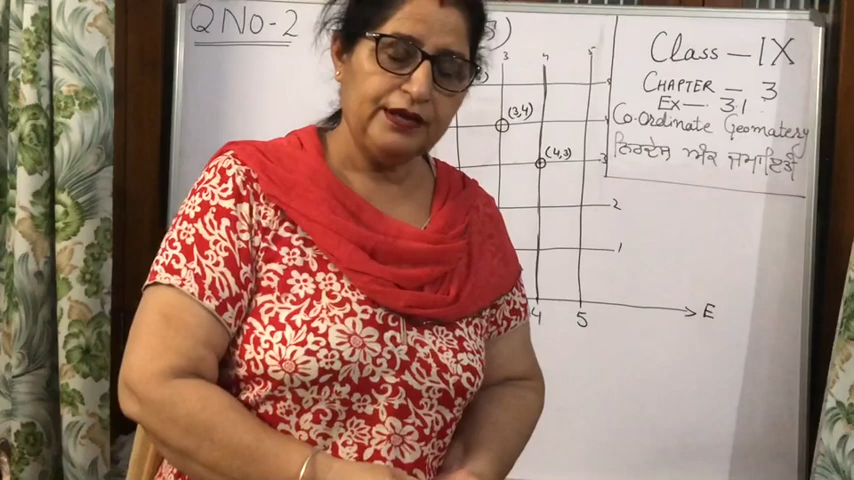 QNO-2
Class - IX
CHAPTER - 3
Ex - 3.1
Co-Ordinate Geomatery
ਨਿਰਦੇਸ਼ ਅੰਕ ਜਮਾਇਤੀ
3 4 5
(3,4)
(4,3)
3
2
1
4 5 E